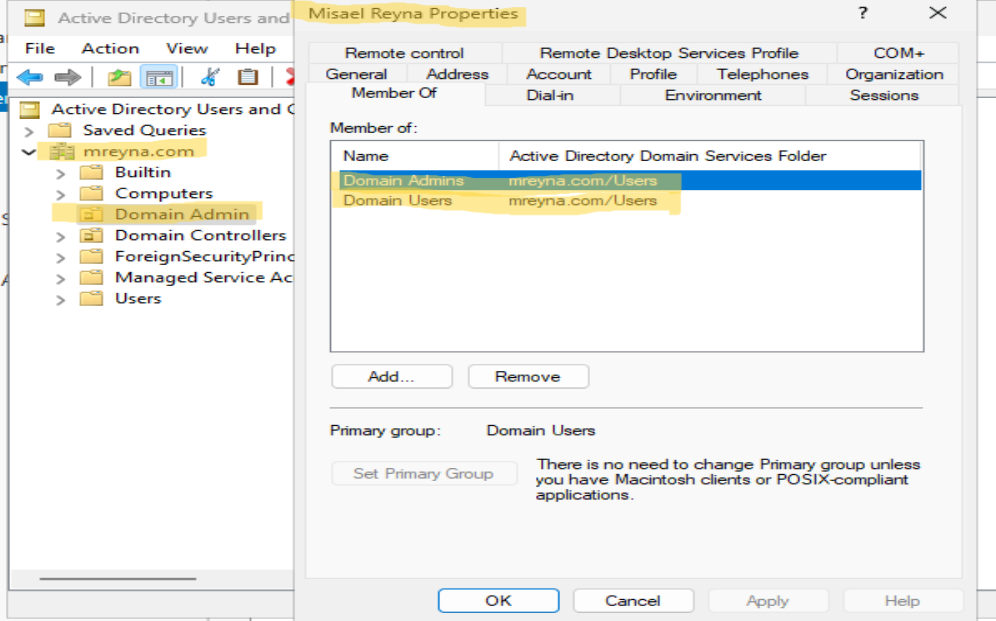 Active Directory Users and
File Action View Help
Active Directory Users and C
Saved Queries
mreyna.com
Builtin
Computers
Domain Admin
Domain Controllers
ForeignSecurityPrinc
Managed Service Ac
Users
Misael Reyna Properties
?
Remote control Remote Desktop Services Profile COM+
General Address Account Profile Telephones Organization
Member Of Dial-in Environment Sessions
Member of:
Name Active Directory Domain Services Folder
Domain Admins mreyna.com/Users
Domain Users mreyna.com/Users
Add... Remove
Primary group: Domain Users
Set Primary Group
There is no need to change Primary group unless
you have Macintosh clients or POSIX-compliant
applications.
OK Cancel Apply Help